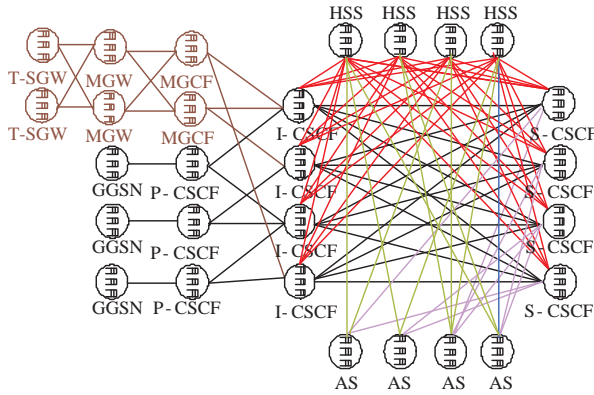 HSS HSS HSS HSS
T-SGW MGW MGCF
T-SGW MGW MGCF I- CSCF S- CSCF
GGSN P- CSCF I- CSCF S- CSCF
GGSN P- CSCF I- CSCF S- CSCF
GGSN P- CSCF I- CSCF S- CSCF
AS AS AS AS